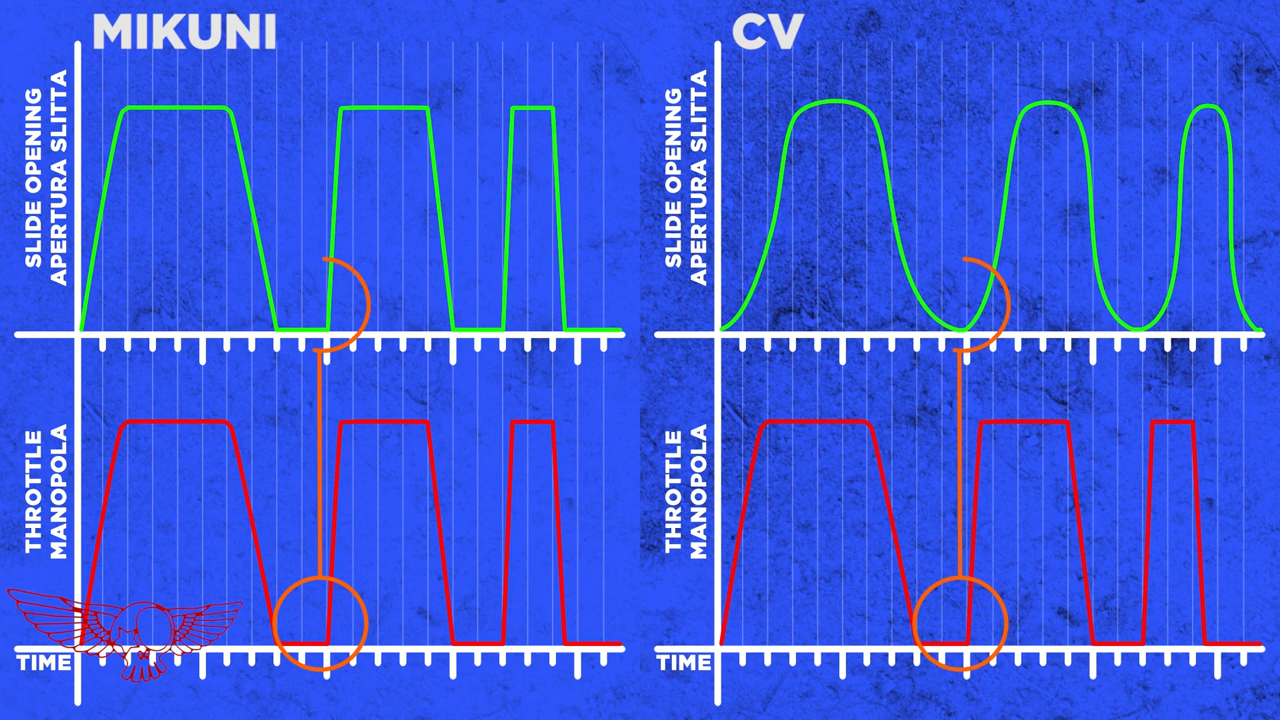 MIKUNI
SLIDE OPENING
APERTURA SLITTA
THROTTLE
MANOPOLA
TIME
CV
SLIDE OPENING
APERTURA SLITTA
THROTTLE
MANOPOLA
TIME